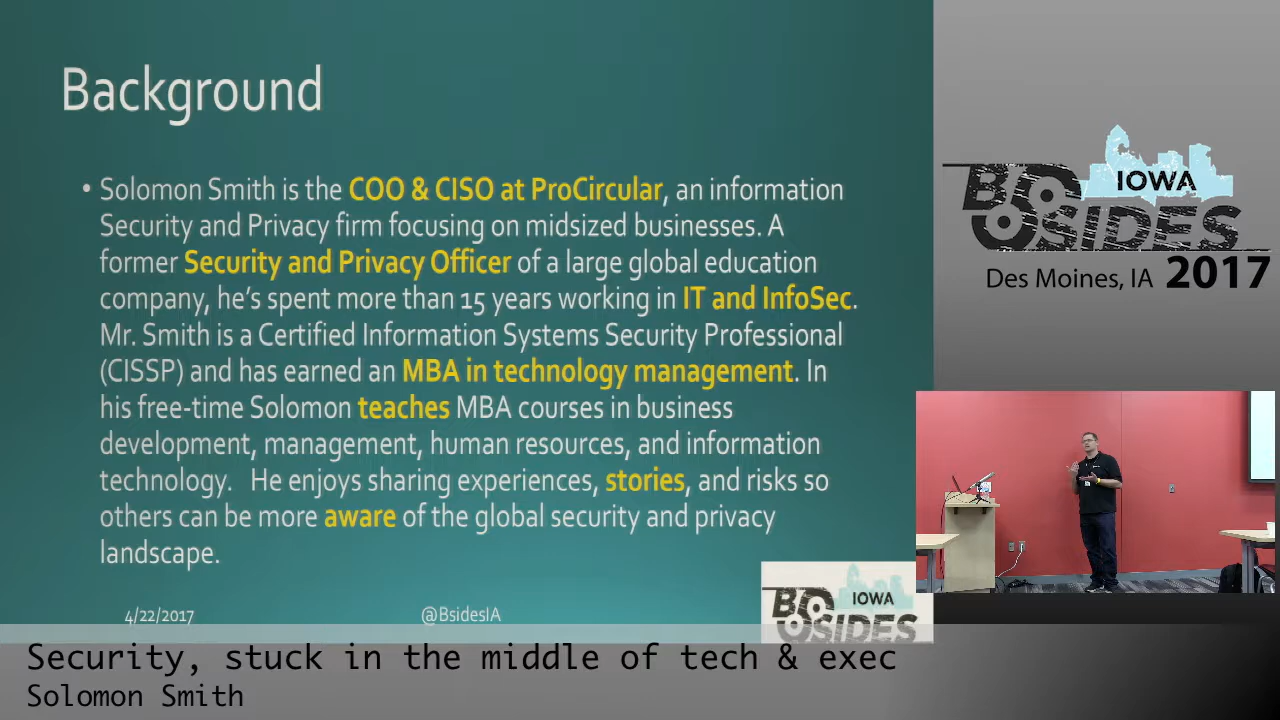 Background
• Solomon Smith is the COO & CISO at ProCircular, an information
Security and Privacy firm focusing on midsized businesses. A
former Security and Privacy Officer of a large global education
company, he's spent more than 15 years working in IT and InfoSec.
Mr. Smith is a Certified Information Systems Security Professional
(CISSP) and has earned an MBA in technology management. In
his free-time Solomon teaches MBA courses in business
development, management, human resources, and information
technology. He enjoys sharing experiences, stories, and risks so
others can be more aware of the global security and privacy
landscape.
4/22/2017
@BsidesIA
BSIDES
IOWA
BSIDES
IOWA
Des Moines, IA 2017
Security, stuck in the middle of tech & exec
Solomon Smith